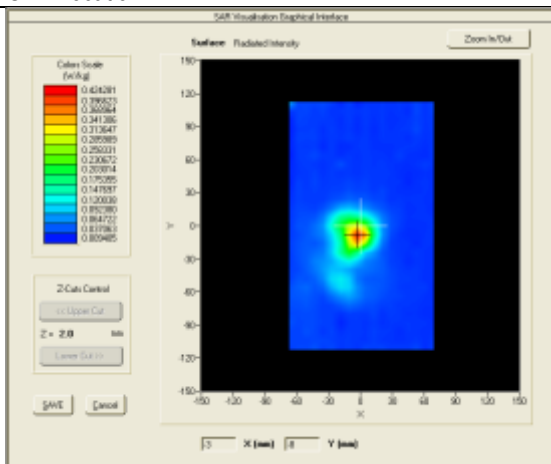 SAR Visualisation Graphical Interface
Surface Radiated Intensity
Zoom In/Out
Colors Scale
(W/Kg)
0.424281
0.396623
0.368964
0.341306
0.313647
0.285989
0.258331
0.230672
0.203014
0.175355
0.147697
0.120038
0.092380
0.064722
0.037063
0.009405
150
120
90
60
30
0
-30
-60
-90
-120
-150
Y
-150 -120 -90 -60 -30 0 30 60 90 120 150
X
Z-Cuts Control
<< Upper Cut
Z = 2.0 mm
Lower Cut >>
SAVE Cancel
-3 X (mm) -8 Y (mm)